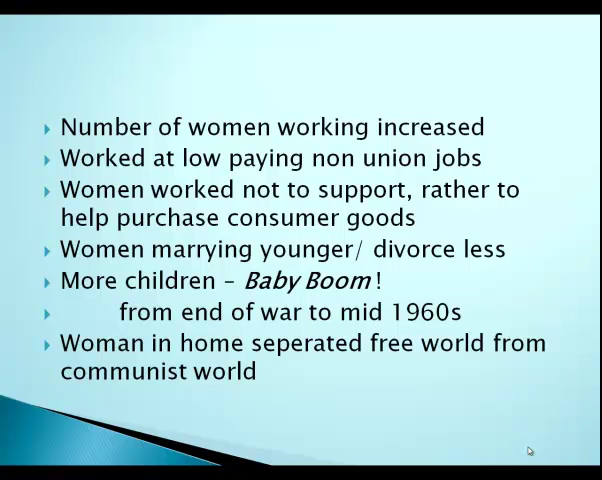 Number of women working increased
Worked at low paying non union jobs
Women worked not to support, rather to
help purchase consumer goods
Women marrying younger/ divorce less
More children – Baby Boom!
from end of war to mid 1960s
Woman in home seperated free world from
communist world